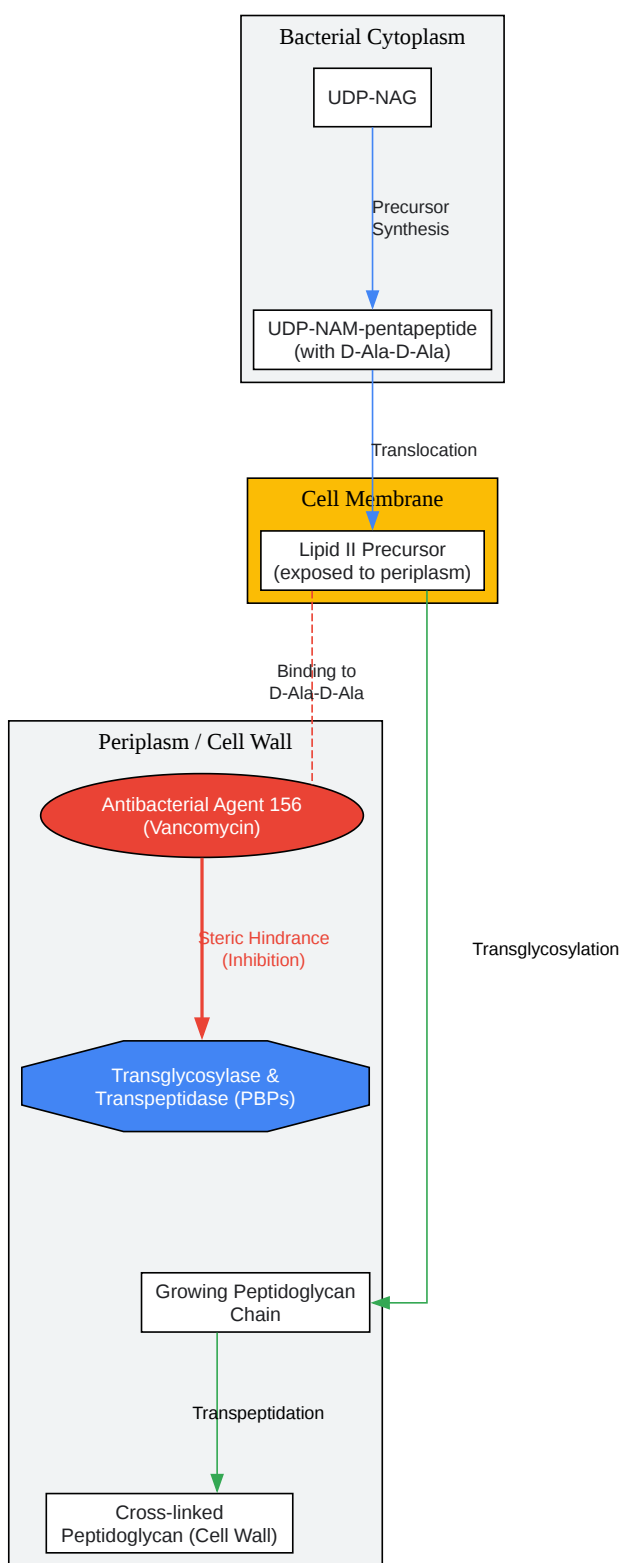 Bacterial Cytoplasm
UDP-NAG
Precursor
Synthesis
UDP-NAM-pentapeptide
(with D-Ala-D-Ala)
Translocation
Cell Membrane
Lipid II Precursor
(exposed to periplasm)
Binding to
D-Ala-D-Ala
Periplasm / Cell Wall
Antibacterial Agent 156
(Vancomycin)
Steric Hindrance
(Inhibition)
Transglycosylation
Transglycosylase &
Transpeptidase (PBPs)
Growing Peptidoglycan
Chain
Transpeptidation
Cross-linked
Peptidoglycan (Cell Wall)